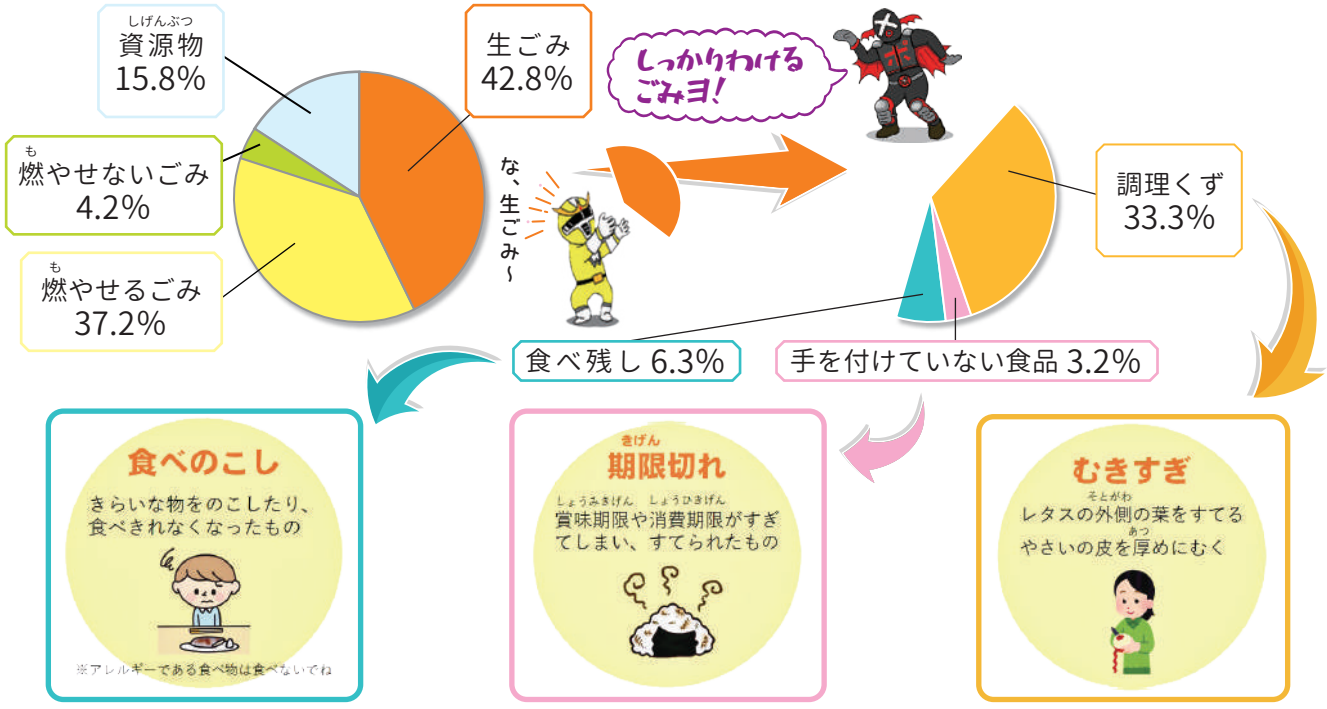 しげんぶつ
資源物
15.8%
生ごみ
42.8%
しっかりわける
ごみヨ!
も
燃やせないごみ
4.2%
な、生ごみ~
調理くず
33.3%
も
燃やせるごみ
37.2%
食べ残し 6.3%
手を付けていない食品 3.2%
食べのこし
きらいな物をのこしたり、
食べきれなくなったもの
※アレルギーである食べ物は食べないでね
きげん
期限切れ
しょうみきげん しょうひきげん
賞味期限や消費期限がすぎ
てしまい、すてられたもの
むきすぎ
そとがわ
レタスの外側の葉をすてる
あつ
やさいの皮を厚めにむく